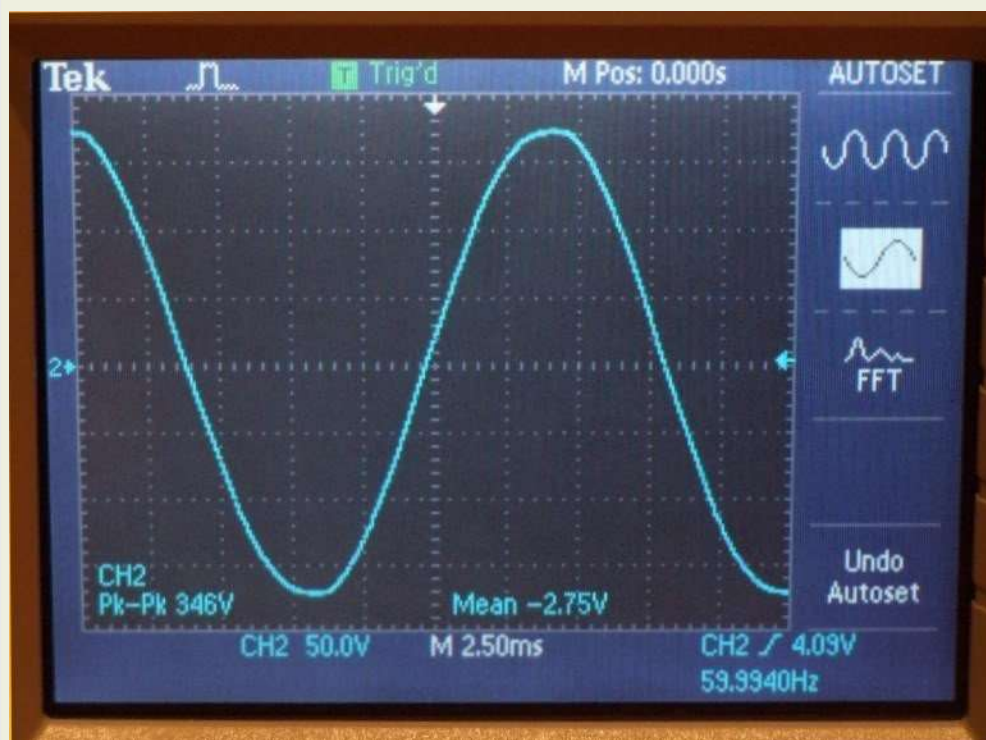 Tek T Trig'd M Pos: 0.000s AUTOSET
2
FFT
CH2
Pk-Pk 346V Mean -2.75V
Undo
Autoset
CH2 50.0V M 2.50ms CH2 4.09V
59.9940Hz